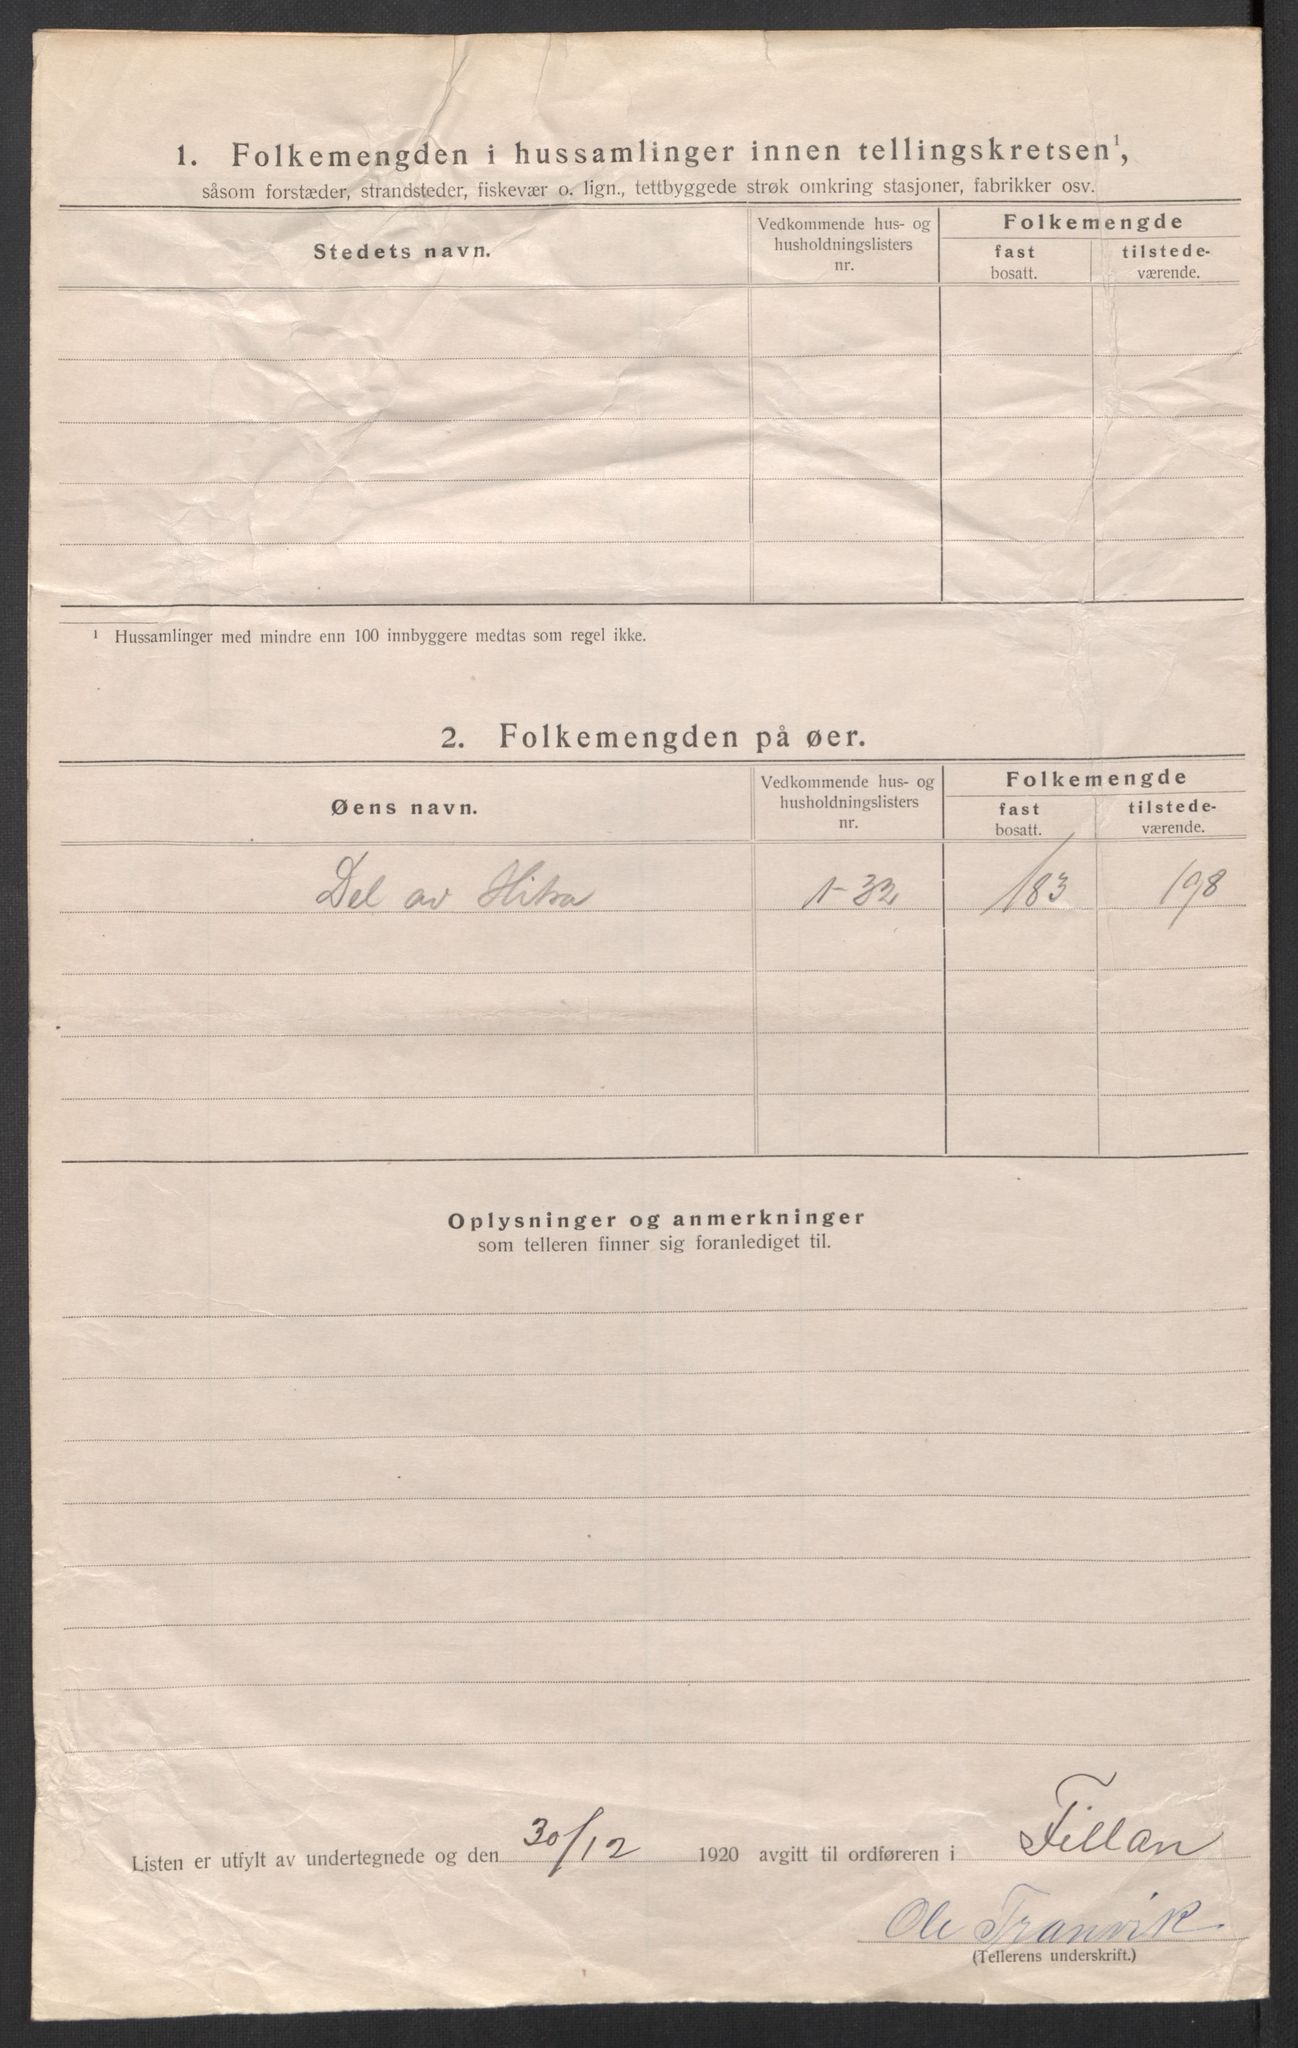 1. Folkemengden i hussamlinger innen tellingskretsen¹,
såsom forstæder, strandsteder, fiskevær o. lign., tettbyggede strøk omkring stasjoner, fabrikker osv.
Stedets navn.
Vedkommende hus- og
husholdningslisters
nr.
Folkemengde
fast
bosatt.
tilstede-
værende.
¹ Hussamlinger med mindre enn 100 innbyggere medtas som regel ikke.
2. Folkemengden på øer.
Øens navn.
Vedkommende hus- og
husholdningslisters
nr.
Folkemengde
fast
bosatt.
tilstede-
værende.
Del av Hitra 1-32 183 198
Oplysninger og anmerkninger
som telleren finner sig foranlediget til.
Listen er utfylt av undertegnede og den 30/12 1920 avgitt til ordføreren i Fillan
Ole Tranvik
(Tellerens underskrift.)